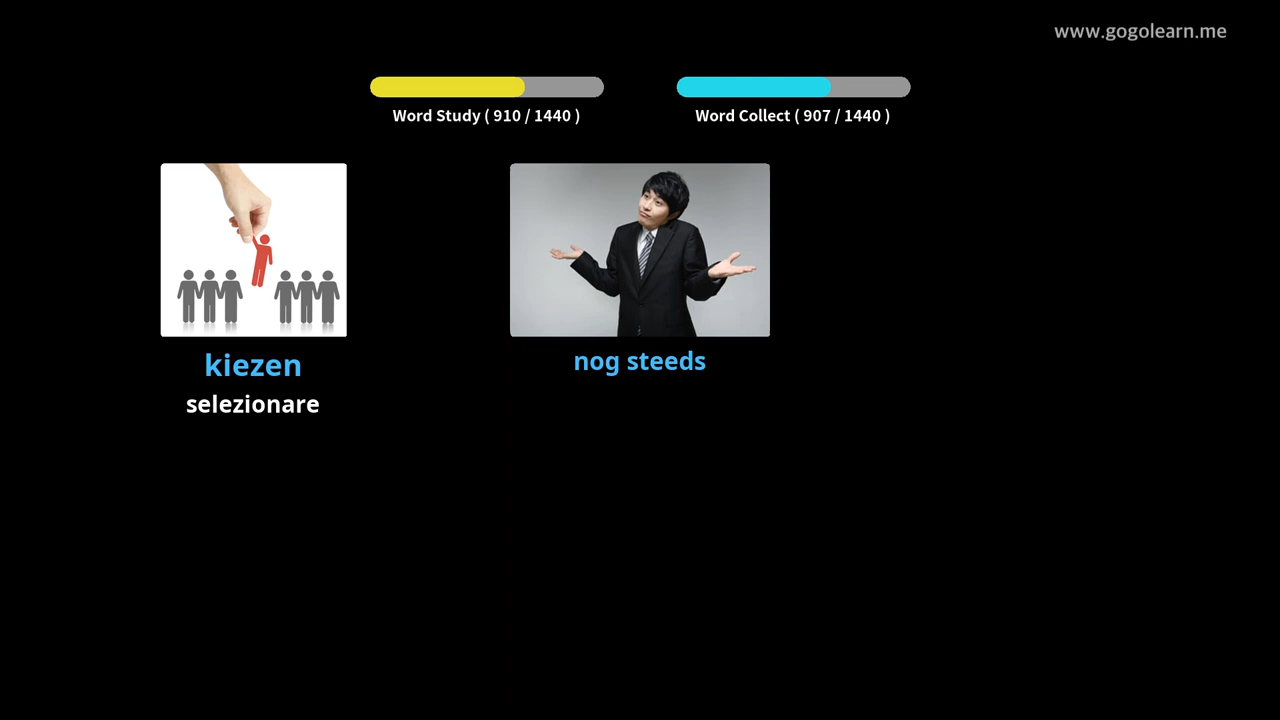 www.gogolearn.me
Word Study ( 910 / 1440 )
Word Collect ( 907 / 1440 )
kiezen
selezionare
nog steeds